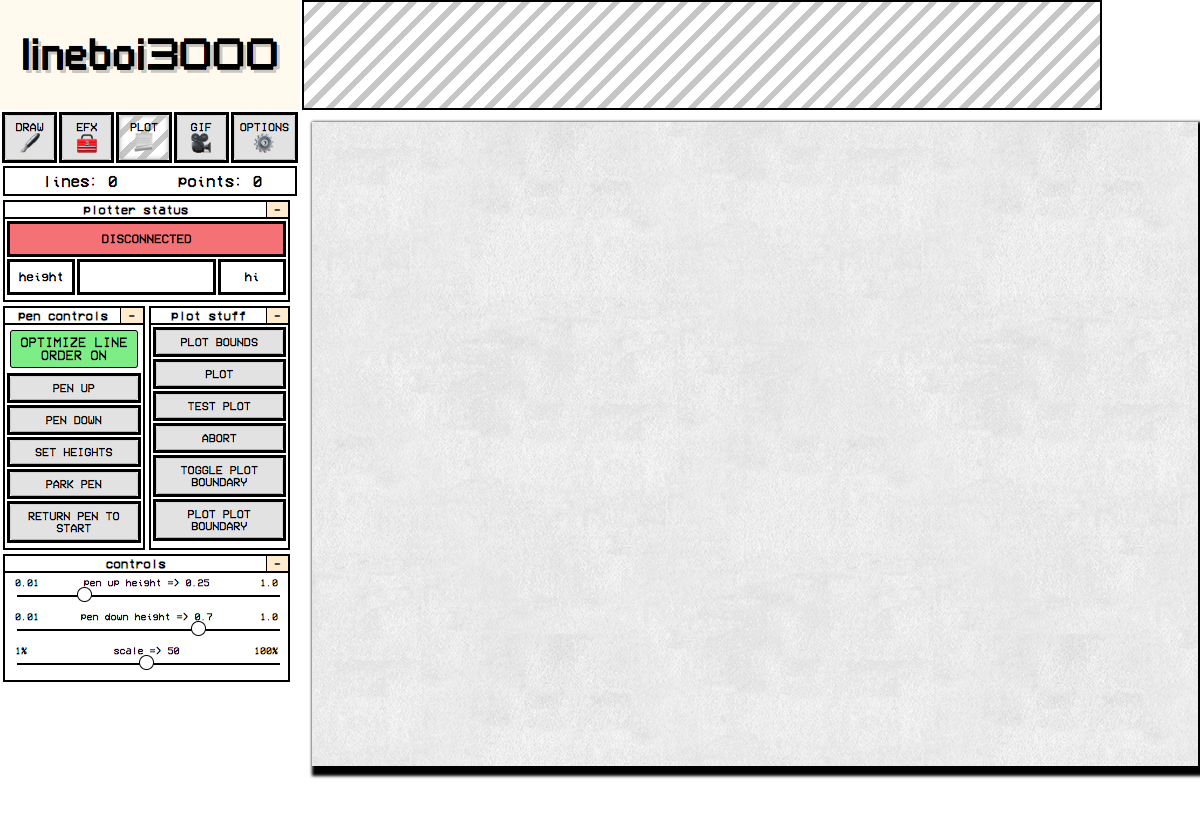 lineboi3000
DRAW EFX PLOT GIF OPTIONS
lines: 0 points: 0
plotter status -
DISCONNECTED
height hi
pen controls -
OPTIMIZE LINE
ORDER ON
PEN UP
PEN DOWN
SET HEIGHTS
PARK PEN
RETURN PEN TO
START
plot stuff -
PLOT BOUNDS
PLOT
TEST PLOT
ABORT
TOGGLE PLOT
BOUNDARY
PLOT PLOT
BOUNDARY
controls -
0.01 pen up height => 0.25 1.0
0.01 pen down height => 0.7 1.0
1% scale => 50 100%